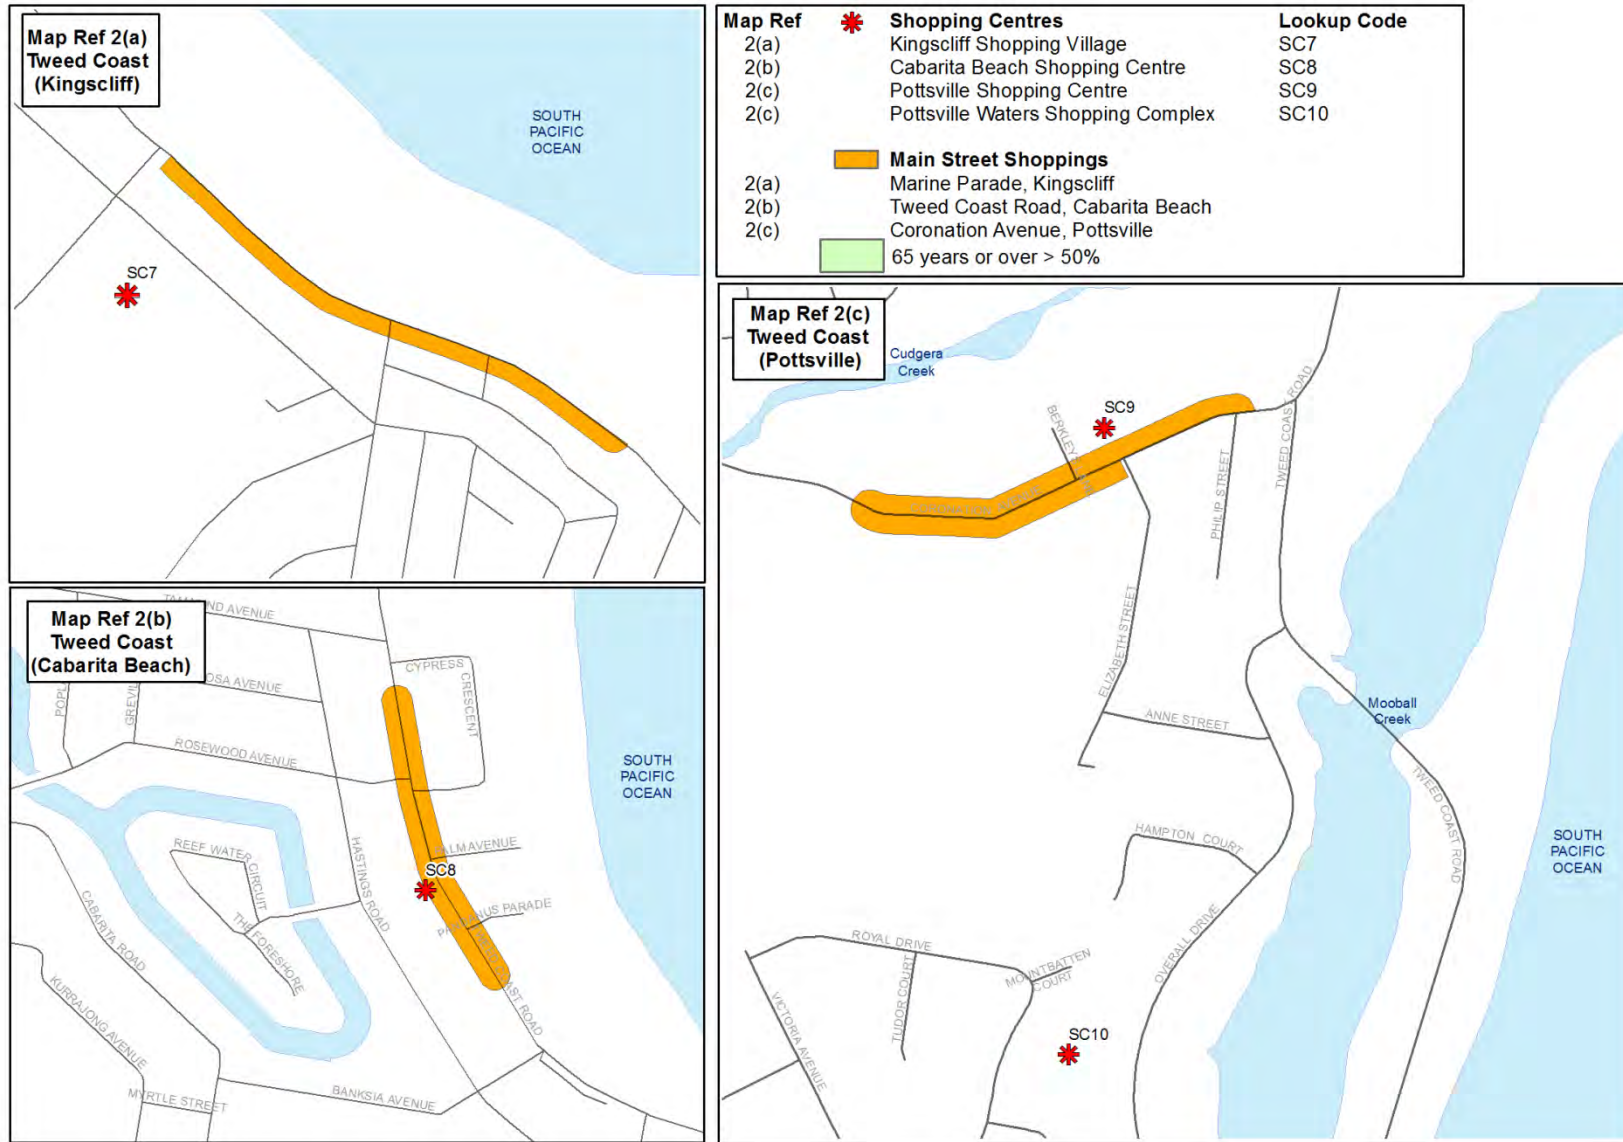 Map Ref 2(a)
Tweed Coast
(Kingscliff)
SOUTH
PACIFIC
OCEAN
SC7
Map Ref Shopping Centres Lookup Code
2(a) Kingscliff Shopping Village SC7
2(b) Cabarita Beach Shopping Centre SC8
2(c) Pottsville Shopping Centre SC9
2(c) Pottsville Waters Shopping Complex SC10
Main Street Shoppings
2(a) Marine Parade, Kingscliff
2(b) Tweed Coast Road, Cabarita Beach
2(c) Coronation Avenue, Pottsville
65 years or over > 50%
Map Ref 2(b)
Tweed Coast
(Cabarita Beach)
AVENUE
AVENUE
CYPRESS
CRESCENT
ROSEWOOD AVENUE
SOUTH
PACIFIC
OCEAN
REEF WATER
CIRCUIT
THE FORESHORE
HASTINGS ROAD
PALM AVENUE
SC8
PARADE
ROAD
CABARITA ROAD
KURRAJONG AVENUE
MYRTLE STREET
BANKSIA AVENUE
Map Ref 2(c)
Tweed Coast
(Pottsville)
Cudgera
Creek
SC9
TWEED COAST ROAD
PHILIP STREET
ELIZABETH STREET
ANNE STREET
Mooball
Creek
TWEED COAST ROAD
HAMPTON COURT
OVERALL DRIVE
SOUTH
PACIFIC
OCEAN
ROYAL DRIVE
MOUNTBATTEN
COURT
TUDOR COURT
VICTORIA AVENUE
SC10